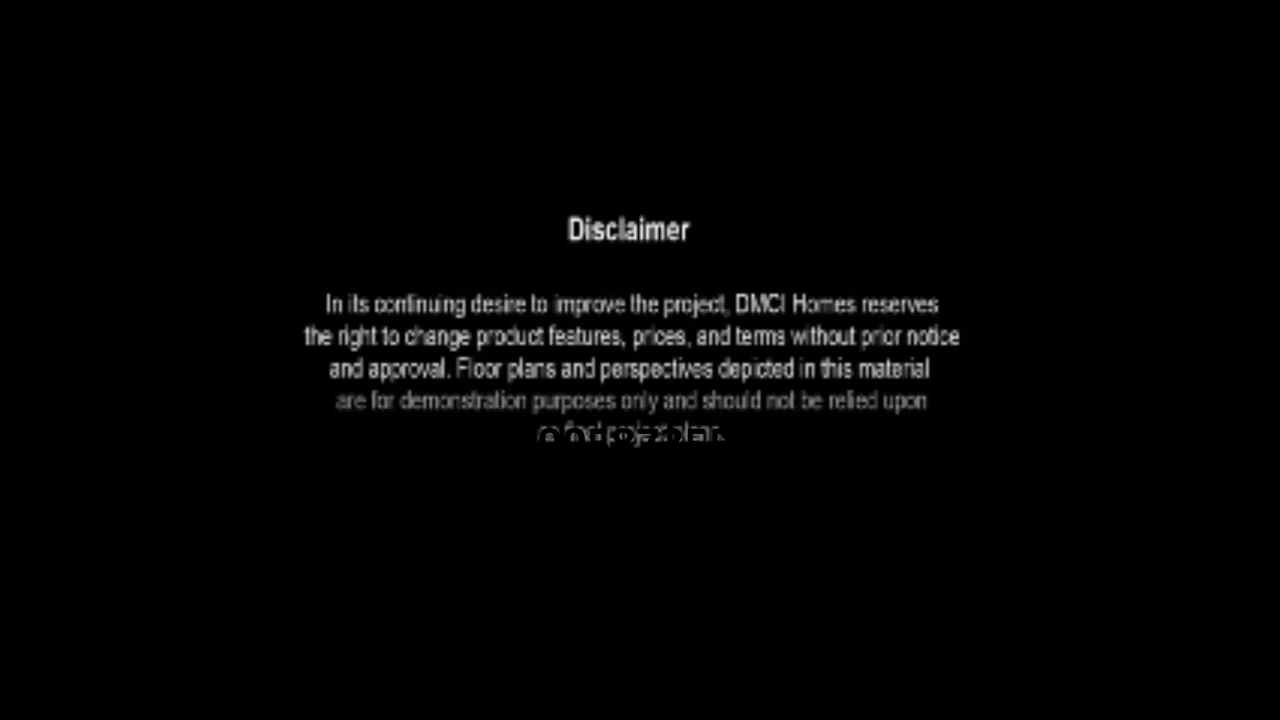 Disclaimer
In its continuing desire to improve the project, DMCI Homes reserves
the right to change product features, prices, and terms without prior notice
and approval. Floor plans and perspectives depicted in this material
are for demonstration purposes only and should not be relied upon